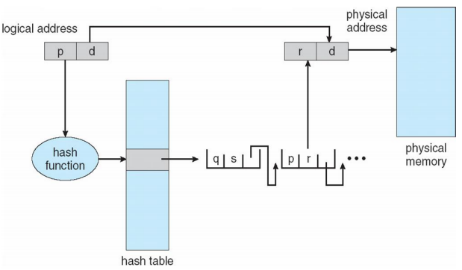 logical address
physical
address
p d
r d
hash
function
q s
p r
...
physical
memory
hash table